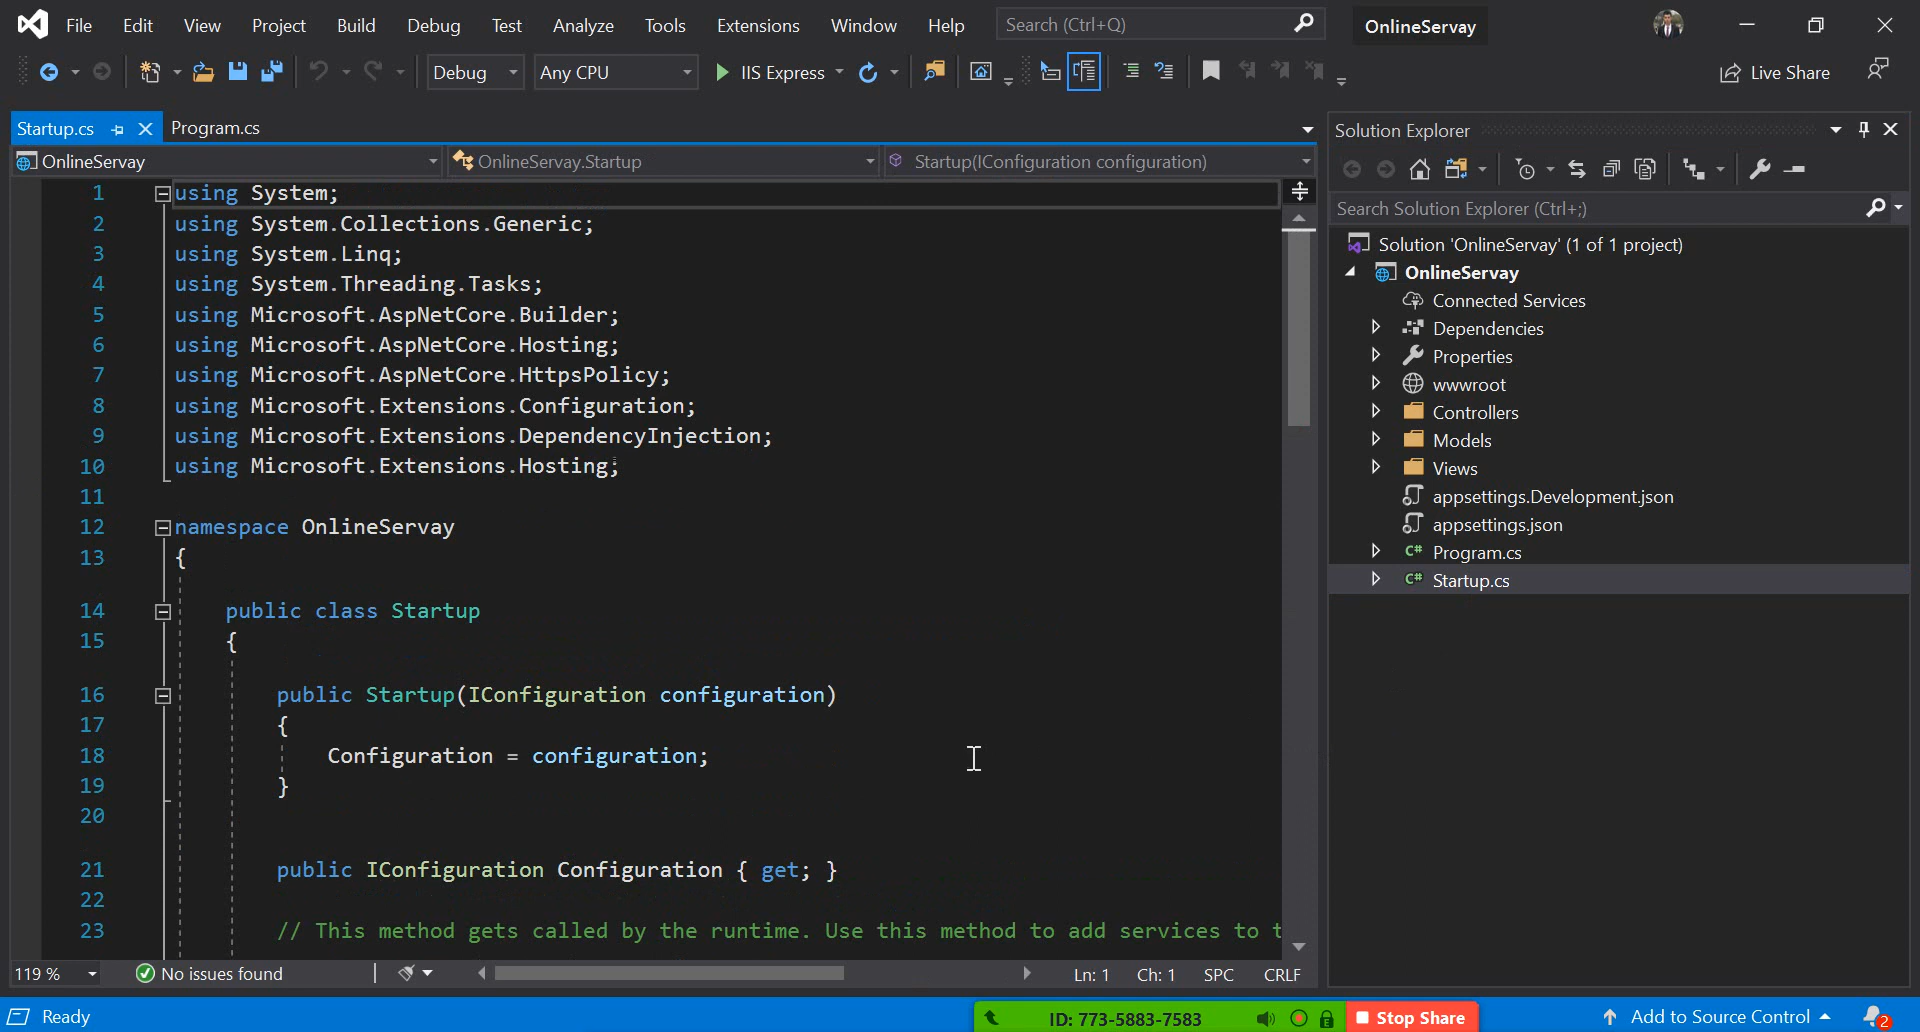 File Edit View Project Build Debug Test Analyze Tools Extensions Window Help Search (Ctrl+Q) OnlineServay
Debug Any CPU IIS Express Live Share
Startup.cs Program.cs
OnlineServay OnlineServay.Startup Startup(IConfiguration configuration)
1 using System;
2 using System.Collections.Generic;
3 using System.Linq;
4 using System.Threading.Tasks;
5 using Microsoft.AspNetCore.Builder;
6 using Microsoft.AspNetCore.Hosting;
7 using Microsoft.AspNetCore.HttpsPolicy;
8 using Microsoft.Extensions.Configuration;
9 using Microsoft.Extensions.DependencyInjection;
10 using Microsoft.Extensions.Hosting;
11
12 namespace OnlineServay
13 {
14 public class Startup
15 {
16 public Startup(IConfiguration configuration)
17 {
18 Configuration = configuration;
19 }
20
21 public IConfiguration Configuration { get; }
22
23 // This method gets called by the runtime. Use this method to add services to t
119 % No issues found Ln: 1 Ch: 1 SPC CRLF
Solution Explorer
Search Solution Explorer (Ctrl+;)
Solution 'OnlineServay' (1 of 1 project)
OnlineServay
Connected Services
Dependencies
Properties
wwwroot
Controllers
Models
Views
appsettings.Development.json
appsettings.json
C# Program.cs
C# Startup.cs
Ready ID: 773-5883-7583 Stop Share Add to Source Control 2